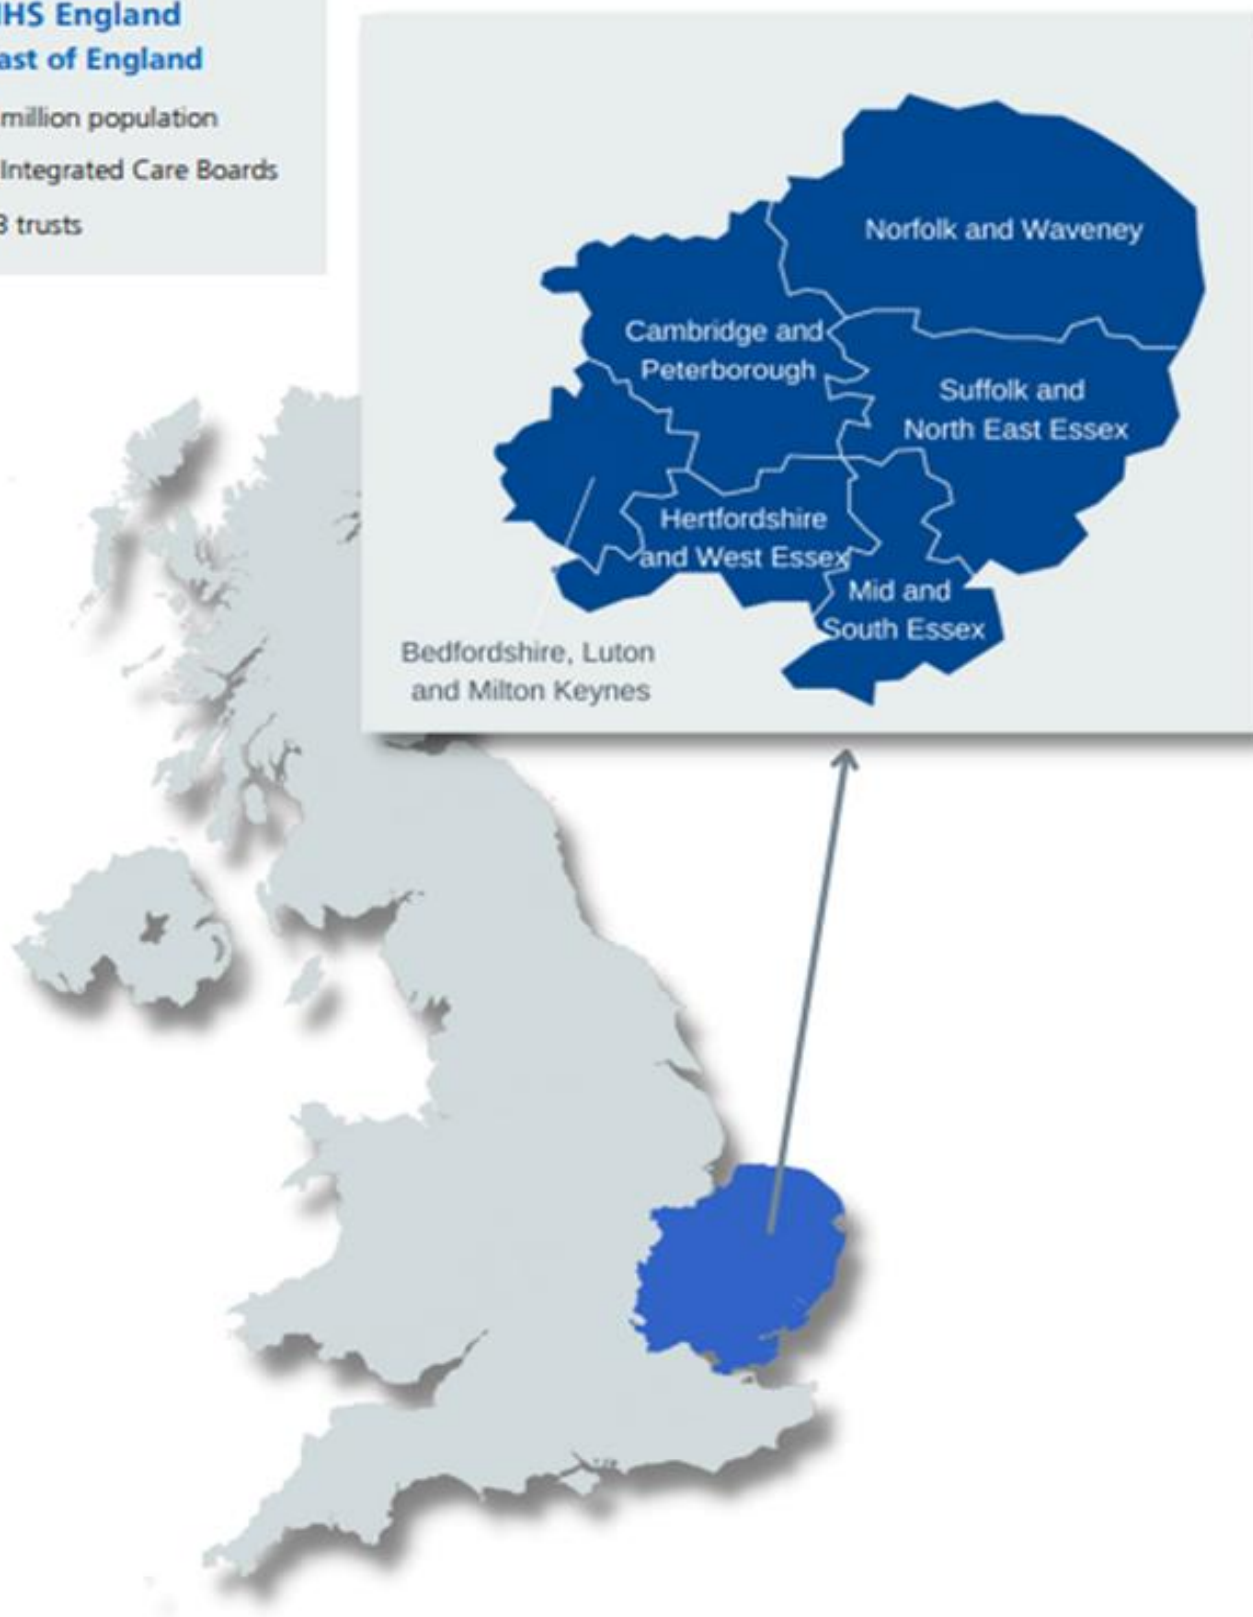 HS England
ast of England
million population
Integrated Care Boards
3 trusts
Norfolk and Waveney
Cambridge and
Peterborough
Suffolk and
North East Essex
Hertfordshire
and West Essex
Mid and
South Essex
Bedfordshire, Luton
and Milton Keynes